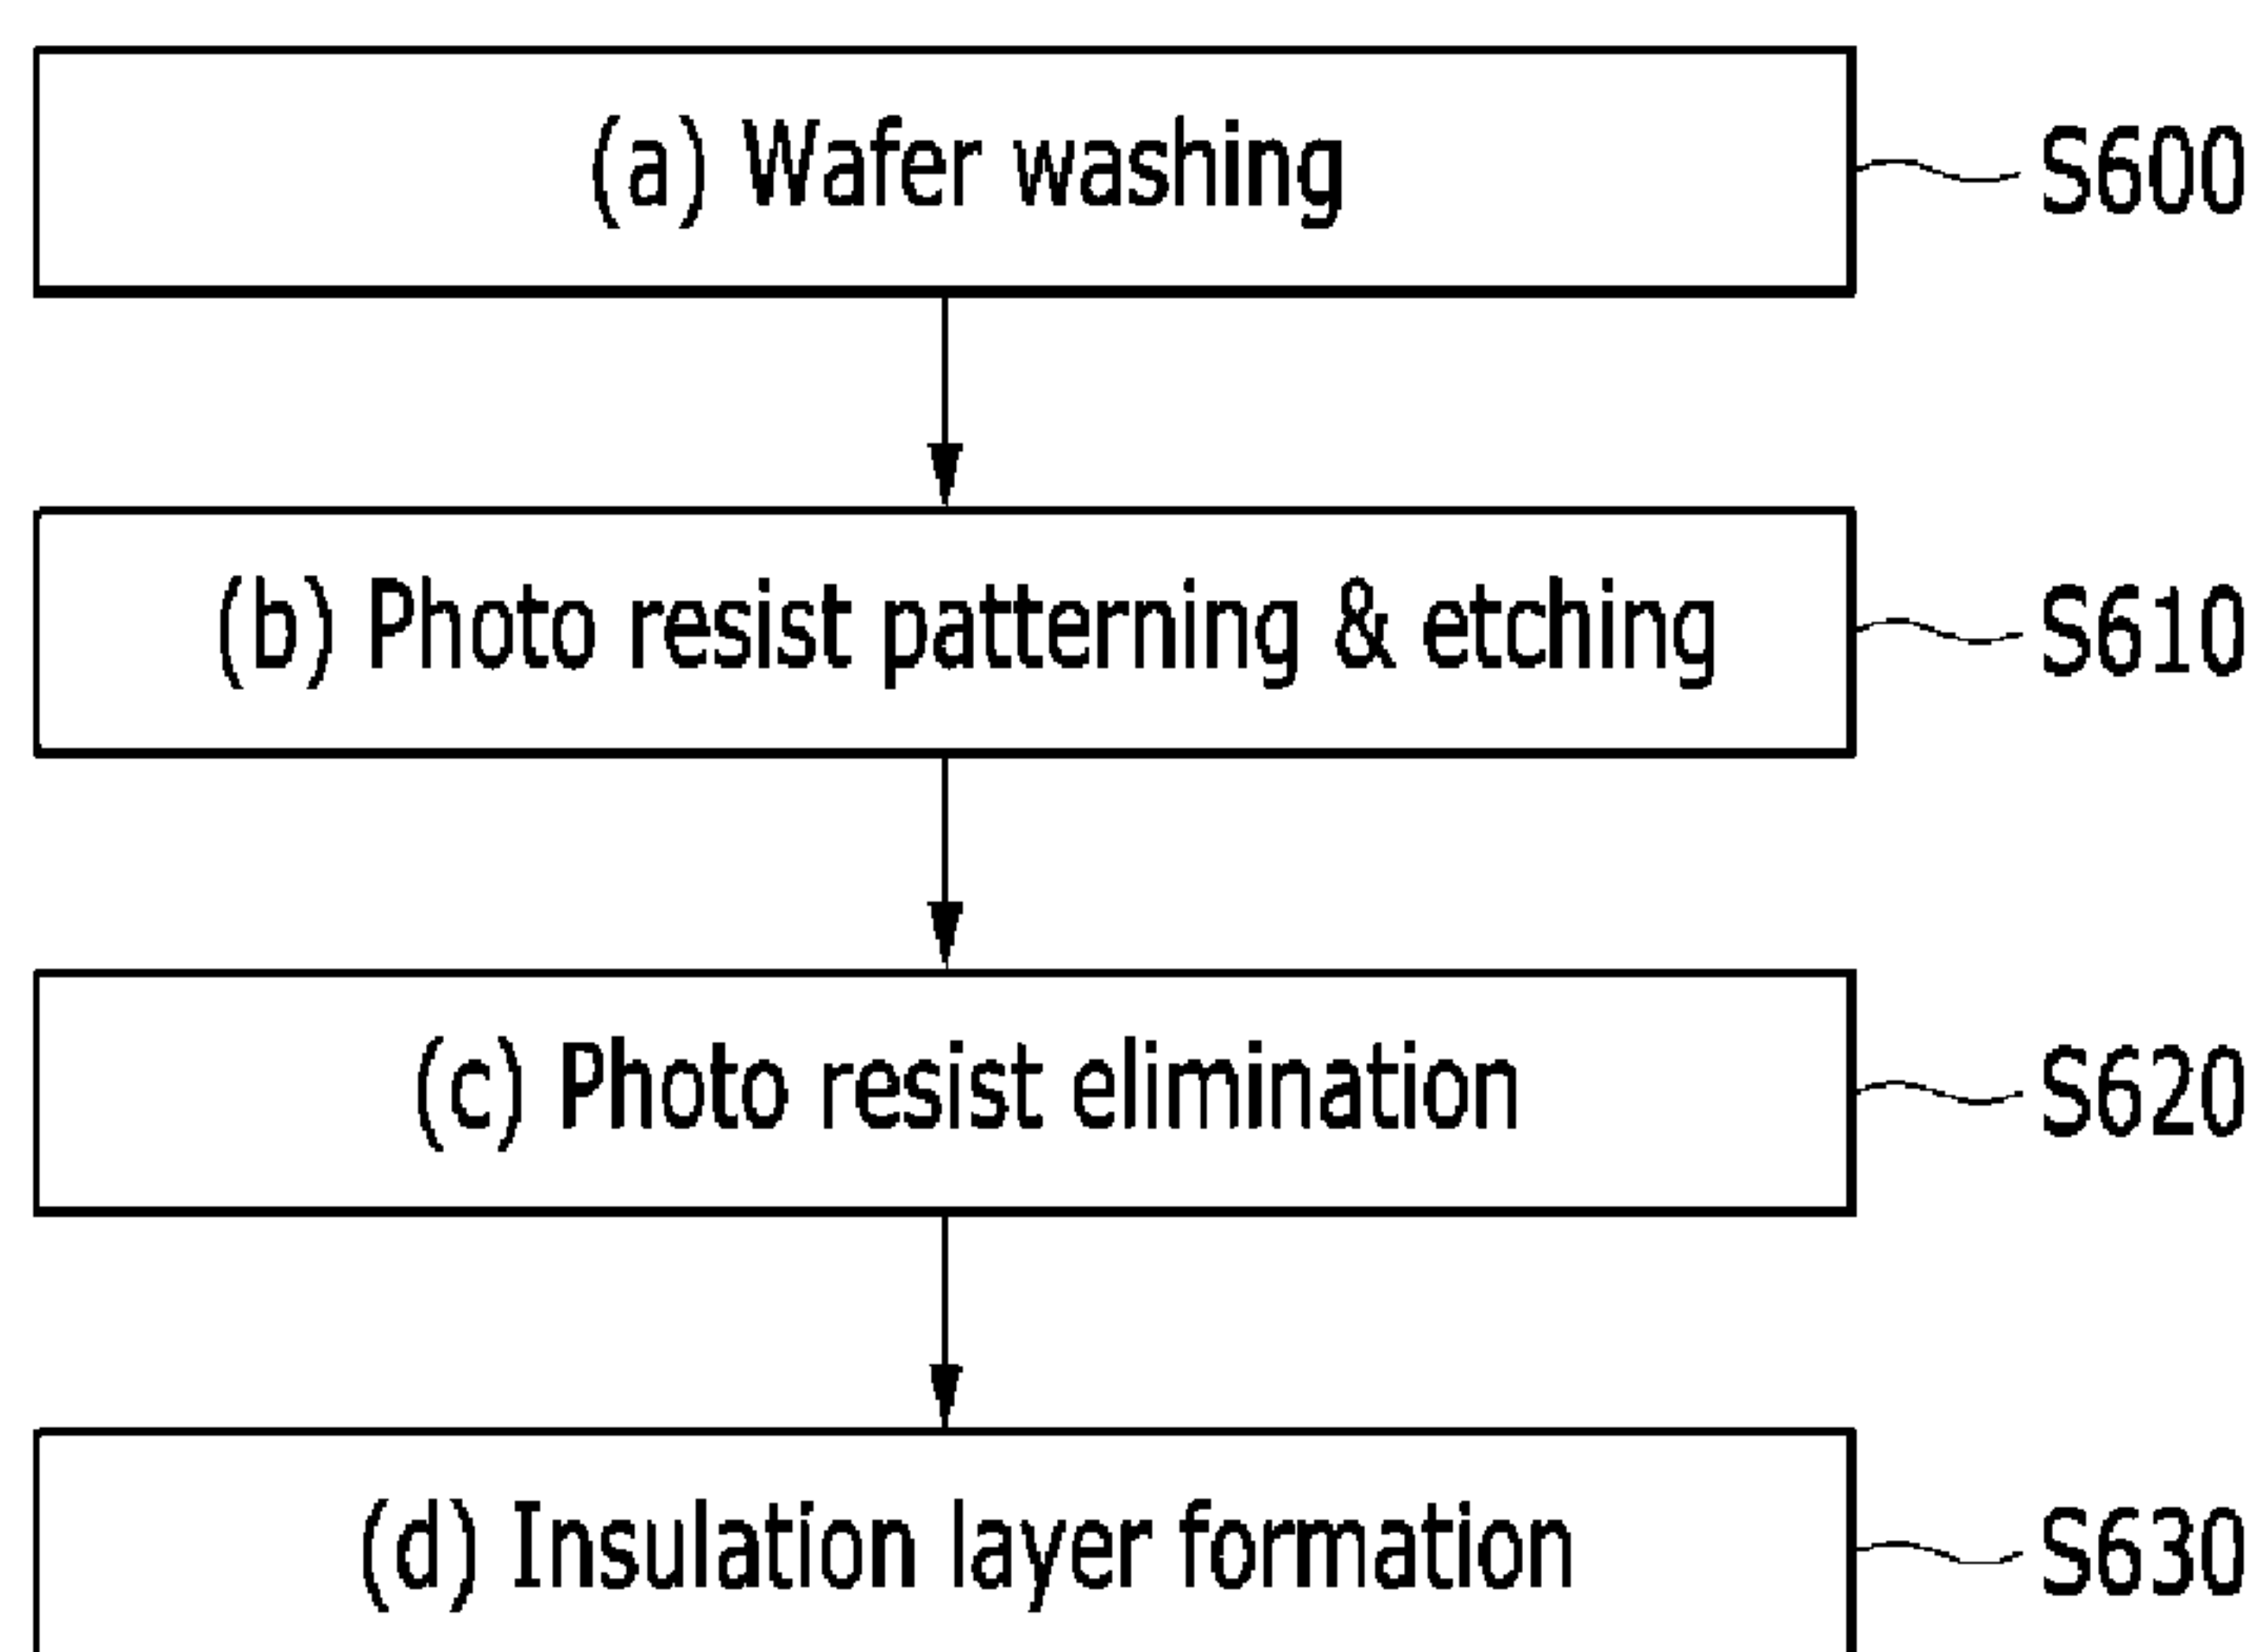 (a) Wafer washing S600
(b) Photo resist patterning & etching S610
(c) Photo resist elimination S620
(d) Insulation layer formation S630